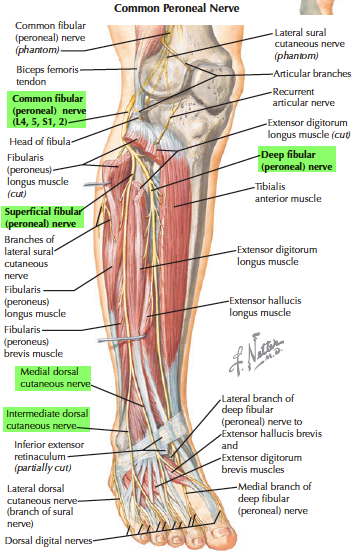 Common Peroneal Nerve
Common fibular
(peroneal) nerve
(phantom)
Biceps femoris
tendon
Common fibular
(peroneal) nerve
(L4, 5, S1, 2)
Head of fibula
Fibularis
(peroneus)
longus muscle
(cut)
Superficial fibular
(peroneal) nerve
Branches of
lateral sural
cutaneous
nerve
Fibularis
(peroneus)
longus muscle
Fibularis
(peroneus)
brevis muscle
Medial dorsal
cutaneous nerve
Intermediate dorsal
cutaneous nerve
Inferior extensor
retinaculum
(partially cut)
Lateral dorsal
cutaneous nerve
(branch of sural
nerve)
Dorsal digital nerves
Lateral sural
cutaneous nerve
(phantom)
Articular branches
Recurrent
articular nerve
Extensor digitorum
longus muscle (cut)
Deep fibular
(peroneal) nerve
Tibialis
anterior muscle
Extensor digitorum
longus muscle
Extensor hallucis
longus muscle
F. Netter
M.D.
Lateral branch of
deep fibular
(peroneal) nerve to
Extensor hallucis brevis
and
Extensor digitorum
brevis muscles
Medial branch of
deep fibular
(peroneal) nerve